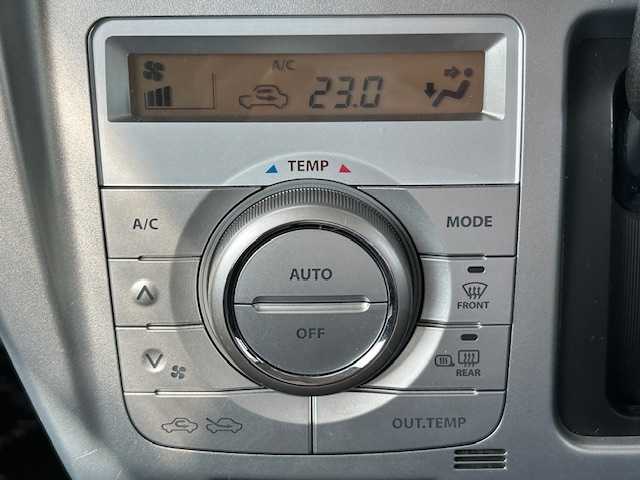 A/C
23.0
TEMP
A/C
MODE
AUTO
FRONT
OFF
REAR
OUT.TEMP